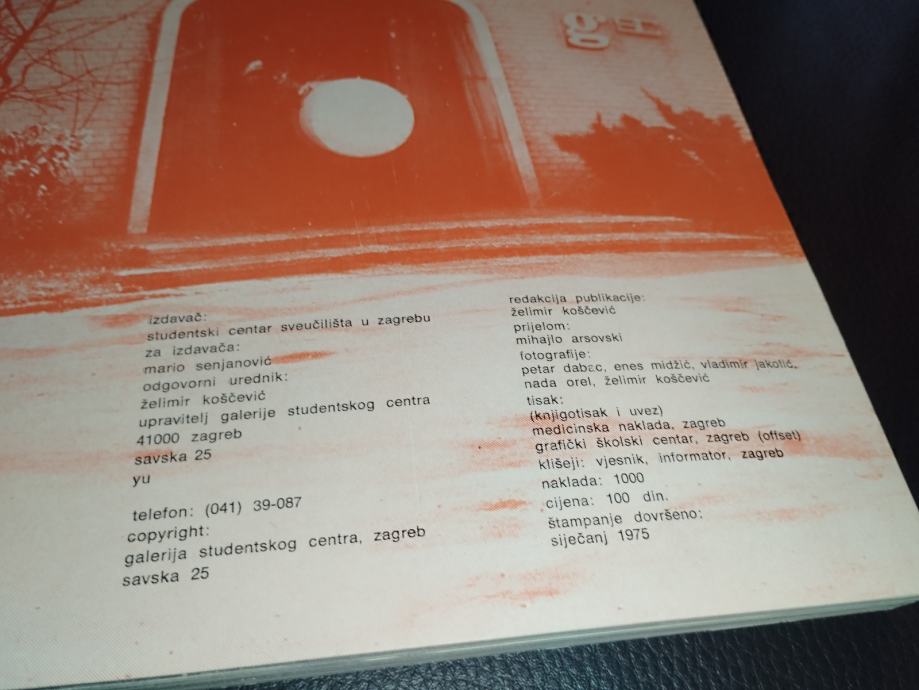 g
izdavač:
studentski centar sveučilišta u zagrebu
za izdavača:
mario senjanović
odgovorni urednik:
želimir koščević
upravitelj galerije studentskog centra
41000 zagreb
savska 25
yu
telefon: (041) 39-087
copyright:
galerija studentskog centra, zagreb
savska 25
redakcija publikacije:
želimir koščević
prijelom:
mihajlo arsovski
fotografije:
petar dabac, enes midžić, vladimir jakolić,
nada orel, želimir koščević
tisak:
(knjigotisak i uvez)
medicinska naklada, zagreb
grafički školski centar, zagreb (offset)
klišeji: vjesnik, informator, zagreb
naklada: 1000
cijena: 100 din.
štampanje dovršeno:
siječanj 1975